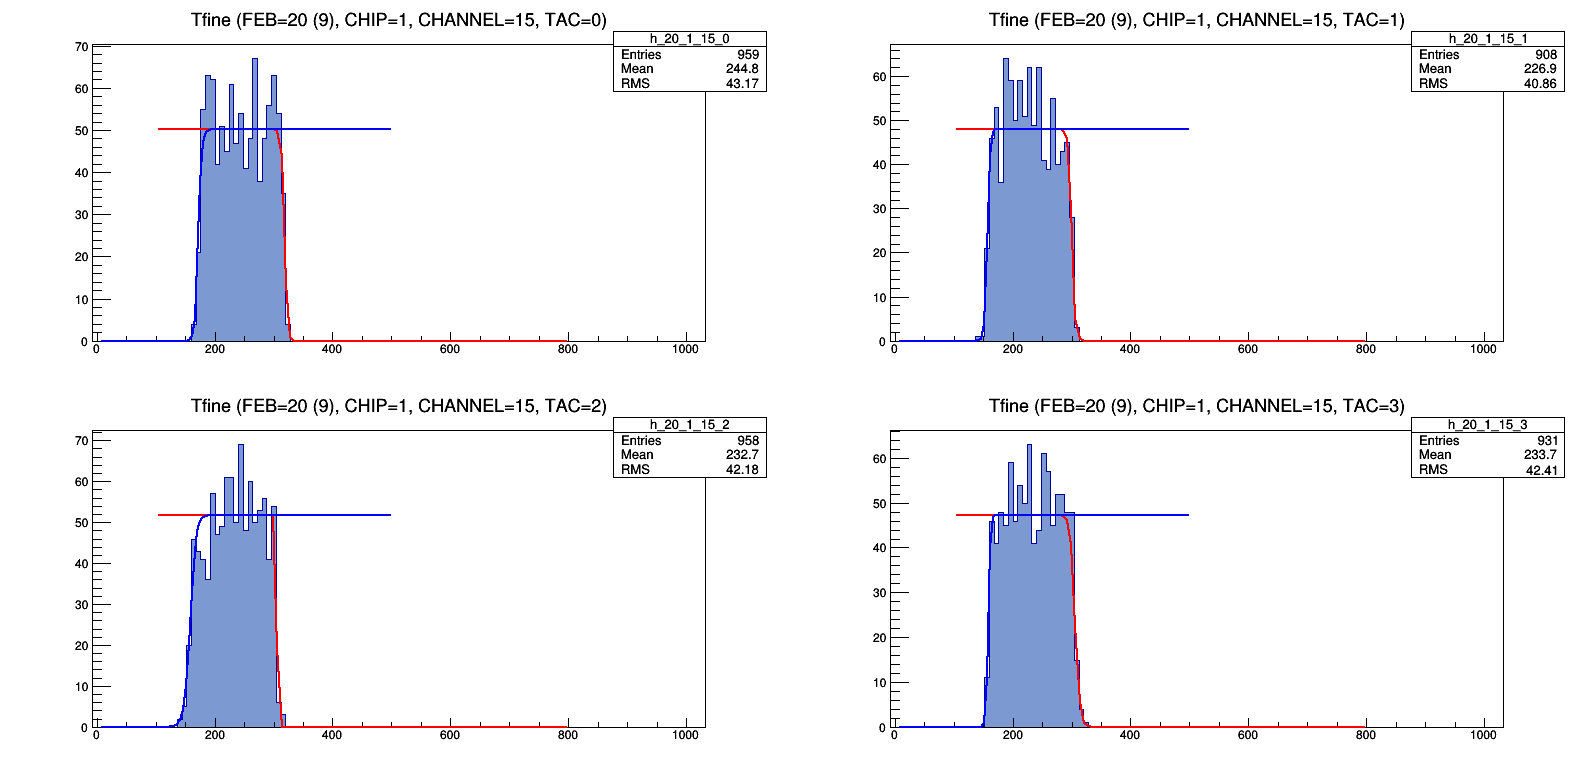 Tfine (FEB=20 (9), CHIP=1, CHANNEL=15, TAC=0)
h_20_1_15_0
Entries 959
Mean 244.8
RMS 43.17
70
60
50
40
30
20
10
0
0 200 400 600 800 1000
Tfine (FEB=20 (9), CHIP=1, CHANNEL=15, TAC=1)
h_20_1_15_1
Entries 908
Mean 226.9
RMS 40.86
60
50
40
30
20
10
0
0 200 400 600 800 1000
Tfine (FEB=20 (9), CHIP=1, CHANNEL=15, TAC=2)
h_20_1_15_2
Entries 958
Mean 232.7
RMS 42.18
70
60
50
40
30
20
10
0
0 200 400 600 800 1000
Tfine (FEB=20 (9), CHIP=1, CHANNEL=15, TAC=3)
h_20_1_15_3
Entries 931
Mean 233.7
RMS 42.41
60
50
40
30
20
10
0
0 200 400 600 800 1000